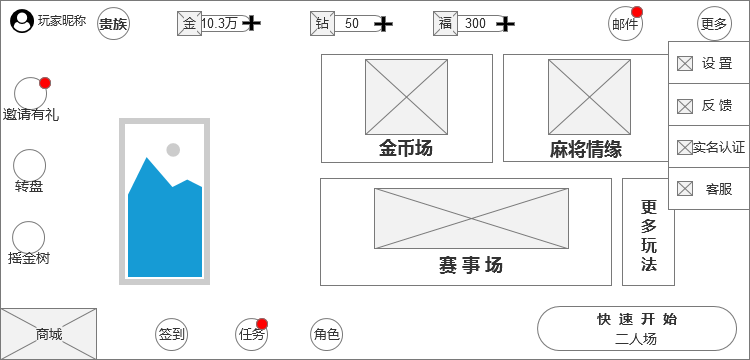 玩家昵称
贵族
金 10.3万
钻 50
福 300
邮件
更多
设 置
反 馈
实名认证
客服
邀请有礼
转盘
摇金树
金币场
麻将情缘
赛 事 场
更
多
玩
法
商城
签到
任务
角色
快 速 开 始
二人场